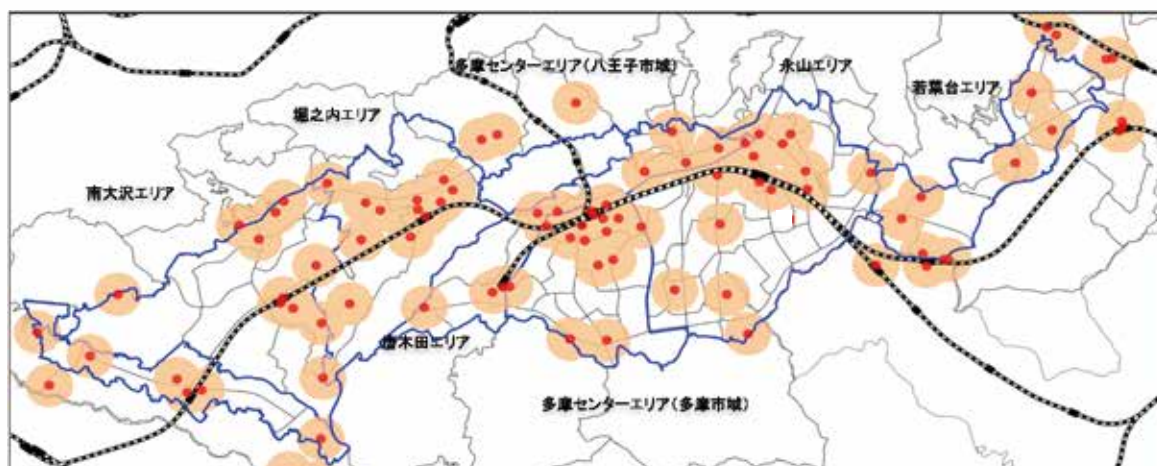 多摩センターエリア(八王子市域)
永山エリア
若葉台エリア
堀之内エリア
南大沢エリア
唐木田エリア
多摩センターエリア(多摩市域)